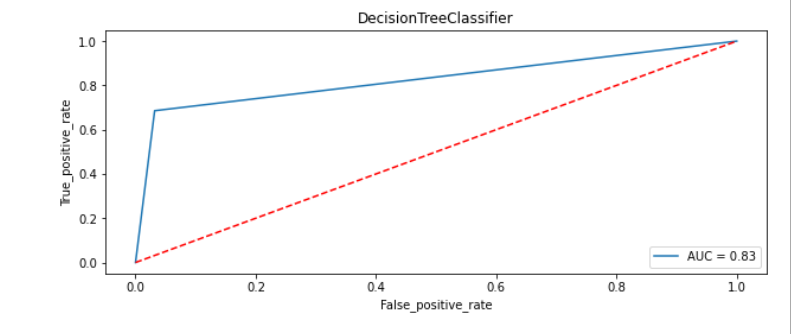 DecisionTreeClassifier
1.0
0.8
0.6
0.4
0.2
0.0
True_positive_rate
AUC = 0.83
0.0 0.2 0.4 0.6 0.8 1.0
False_positive_rate